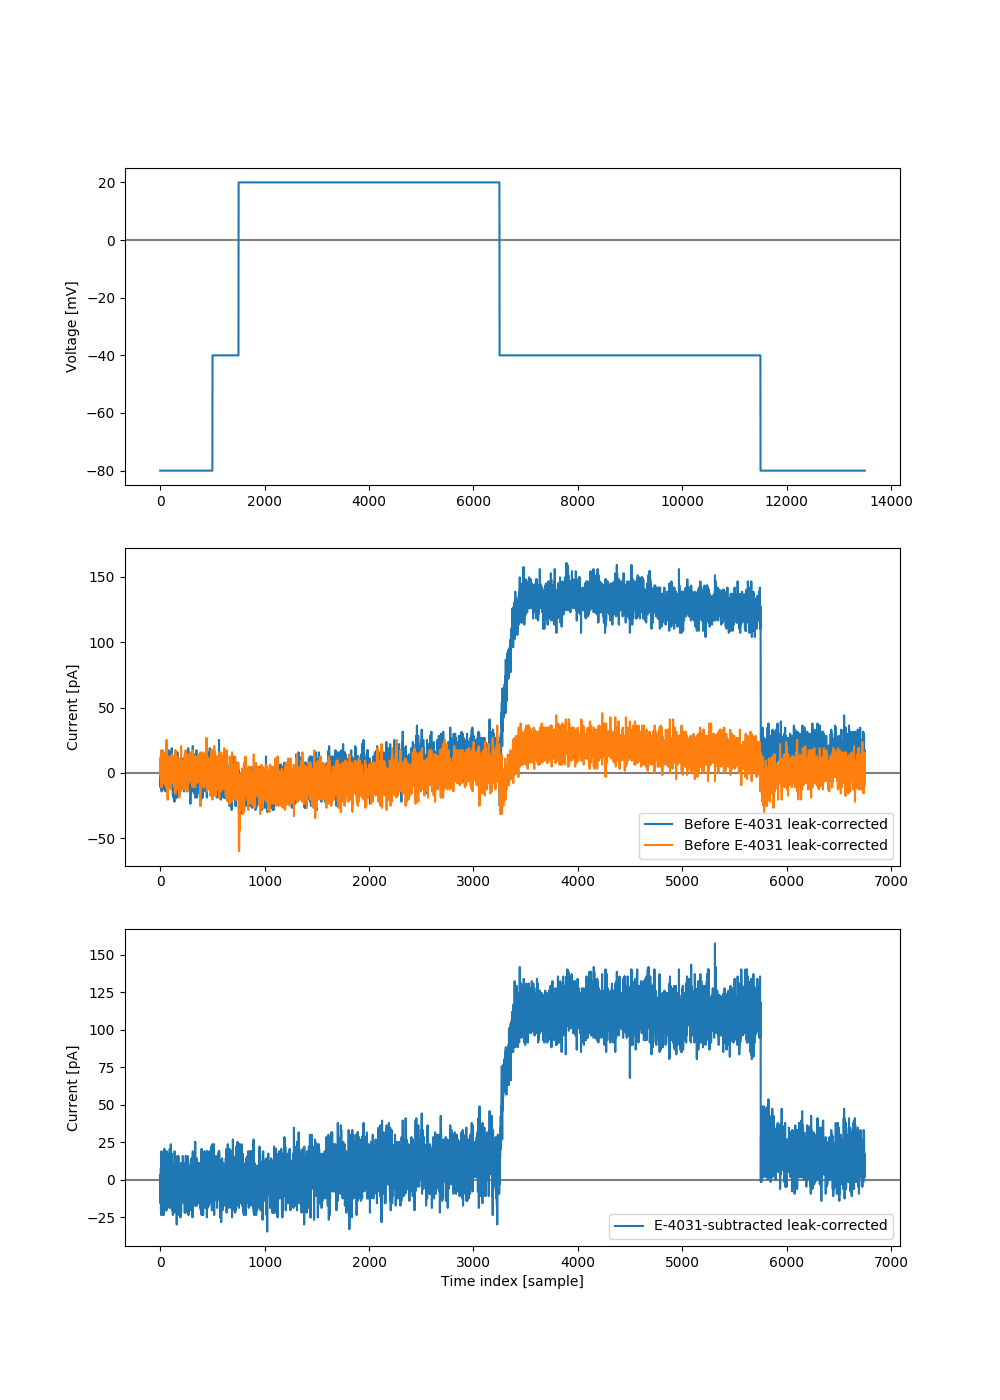 20
0
−20
−40
−60
−80
Voltage [mV]
0 2000 4000 6000 8000 10000 12000 14000
150
100
50
0
−50
Current [pA]
Before E-4031 leak-corrected
Before E-4031 leak-corrected
0 1000 2000 3000 4000 5000 6000 7000
150
125
100
75
50
25
0
−25
Current [pA]
E-4031-subtracted leak-corrected
0 1000 2000 3000 4000 5000 6000 7000
Time index [sample]